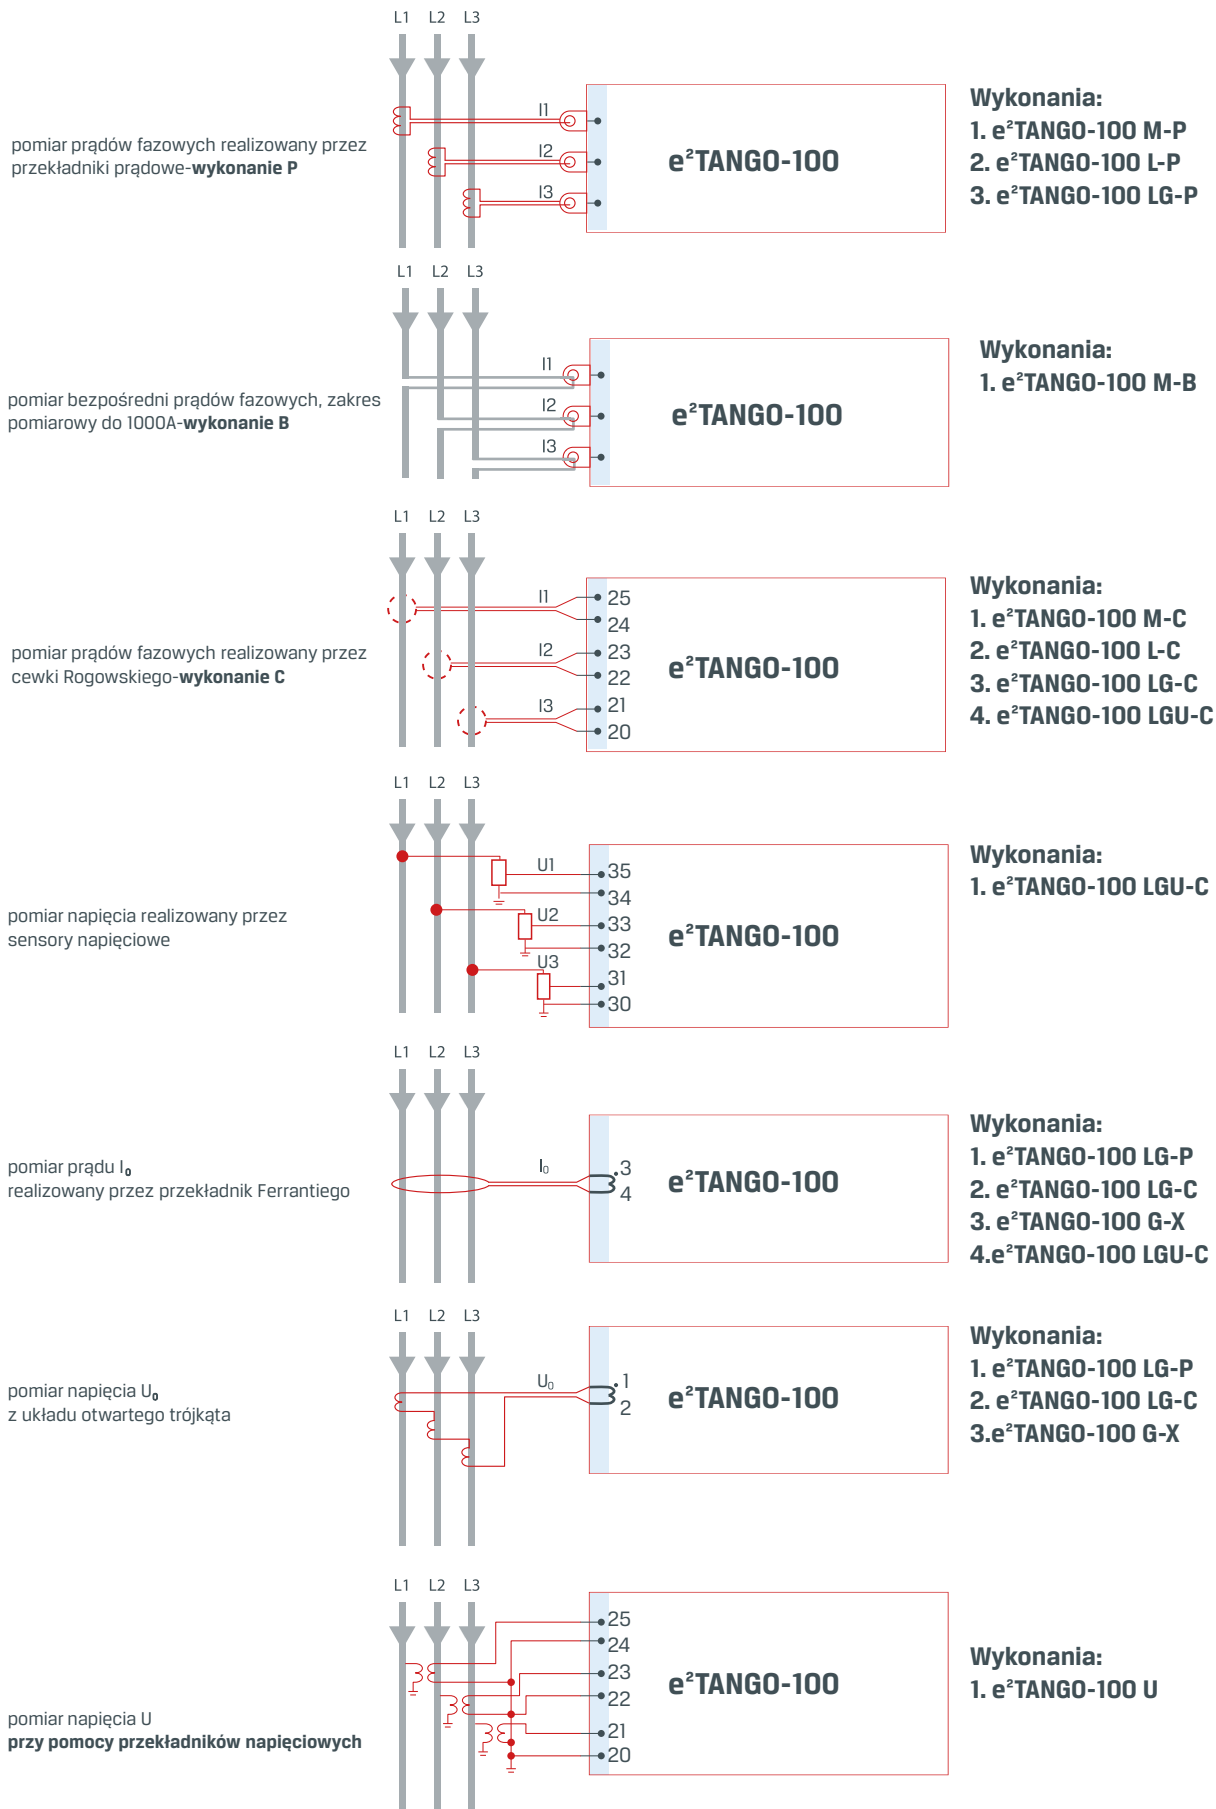 L1 L2 L3
pomiar prądów fazowych realizowany przez
przekładniki prądowe-wykonanie P
I1
I2
I3
e²TANGO-100
Wykonania:
1. e²TANGO-100 M-P
2. e²TANGO-100 L-P
3. e²TANGO-100 LG-P
L1 L2 L3
pomiar bezpośredni prądów fazowych, zakres
pomiarowy do 1000A-wykonanie B
I1
I2
I3
e²TANGO-100
Wykonania:
1. e²TANGO-100 M-B
L1 L2 L3
pomiar prądów fazowych realizowany przez
cewki Rogowskiego-wykonanie C
I1
I2
I3
25
24
23
22
21
20
e²TANGO-100
Wykonania:
1. e²TANGO-100 M-C
2. e²TANGO-100 L-C
3. e²TANGO-100 LG-C
4. e²TANGO-100 LGU-C
L1 L2 L3
pomiar napięcia realizowany przez
sensory napięciowe
U1
U2
U3
35
34
33
32
31
30
e²TANGO-100
Wykonania:
1. e²TANGO-100 LGU-C
L1 L2 L3
pomiar prądu I₀
realizowany przez przekładnik Ferrantiego
I₀
3
4
e²TANGO-100
Wykonania:
1. e²TANGO-100 LG-P
2. e²TANGO-100 LG-C
3. e²TANGO-100 G-X
4.e²TANGO-100 LGU-C
L1 L2 L3
pomiar napięcia U₀
z układu otwartego trójkąta
U₀
1
2
e²TANGO-100
Wykonania:
1. e²TANGO-100 LG-P
2. e²TANGO-100 LG-C
3.e²TANGO-100 G-X
L1 L2 L3
pomiar napięcia U
przy pomocy przekładników napięciowych
25
24
23
22
21
20
e²TANGO-100
Wykonania:
1. e²TANGO-100 U